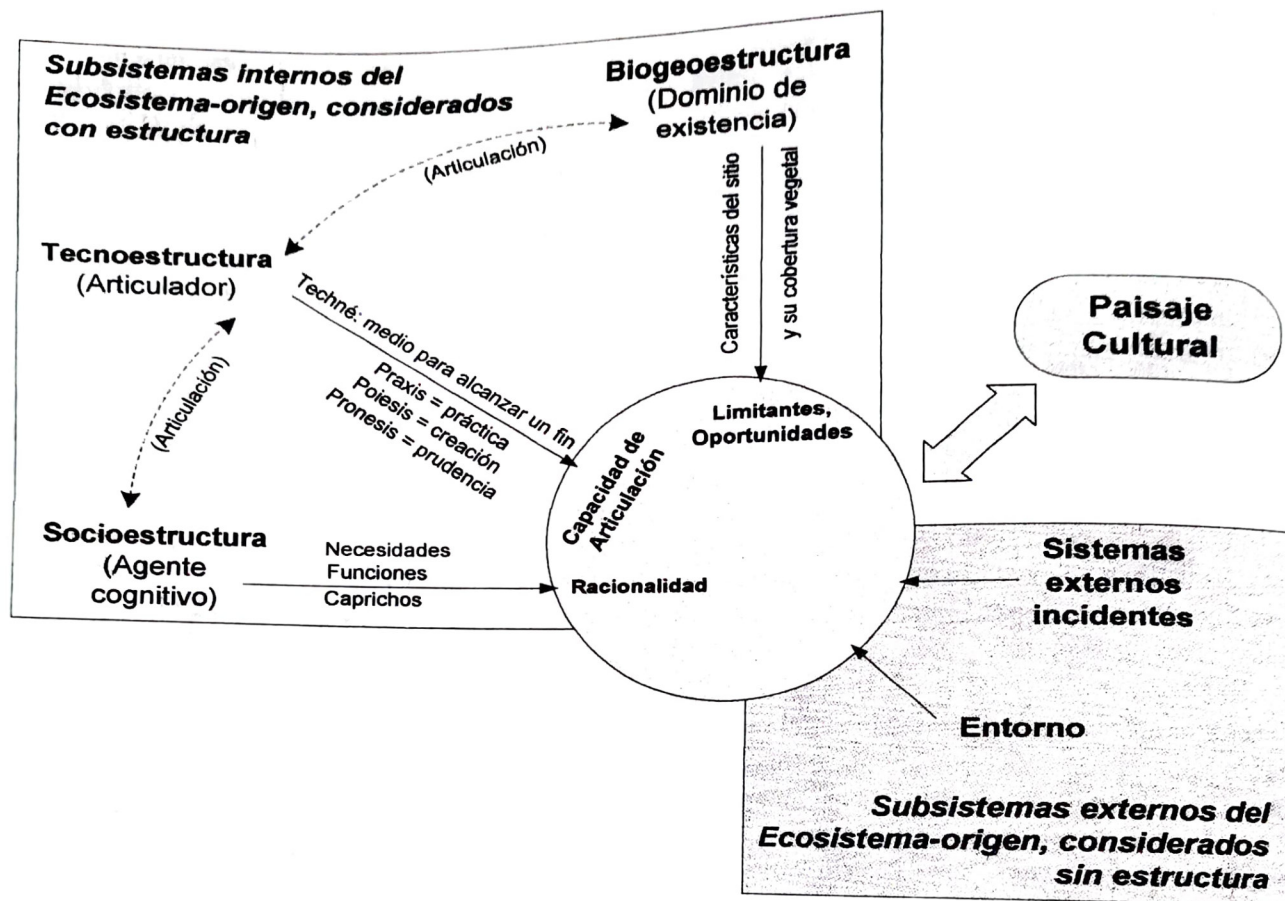 Subsistemas internos del
Ecosistema-origen, considerados
con estructura
Biogeoestructura
(Dominio de
existencia)
(Articulación)
Características del sitio
y su cobertura vegetal
Tecnoestructura
(Articulador)
Techné: medio para alcanzar un fin
Praxis = práctica
Poiesis = creación
Pronesis = prudencia
(Articulación)
Socioestructura
(Agente
cognitivo)
Necesidades
Funciones
Caprichos
Limitantes,
Oportunidades
Capacidad de
Articulación
Racionalidad
Paisaje
Cultural
Sistemas
externos
incidentes
Entorno
Subsistemas externos del
Ecosistema-origen, considerados
sin estructura